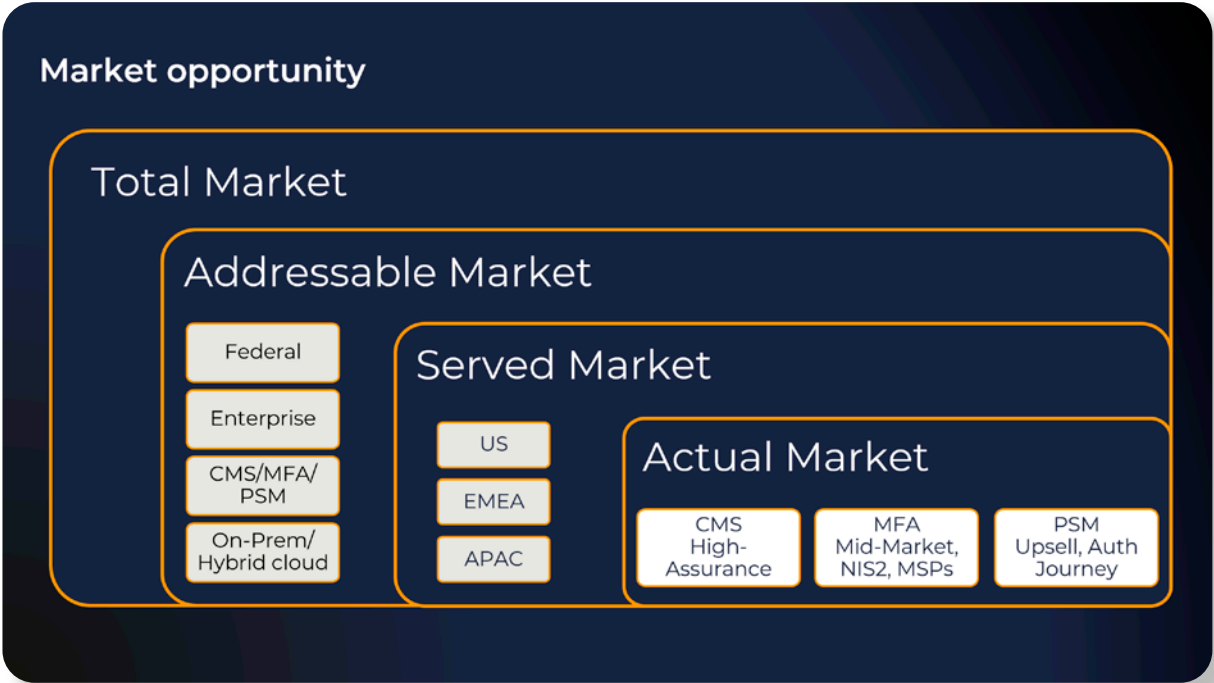 Market opportunity
Total Market
Addressable Market
Federal
Enterprise
CMS/MFA/
PSM
On-Prem/
Hybrid cloud
Served Market
US
EMEA
APAC
Actual Market
CMS
High-
Assurance
MFA
Mid-Market,
NIS2, MSPs
PSM
Upsell, Auth
Journey